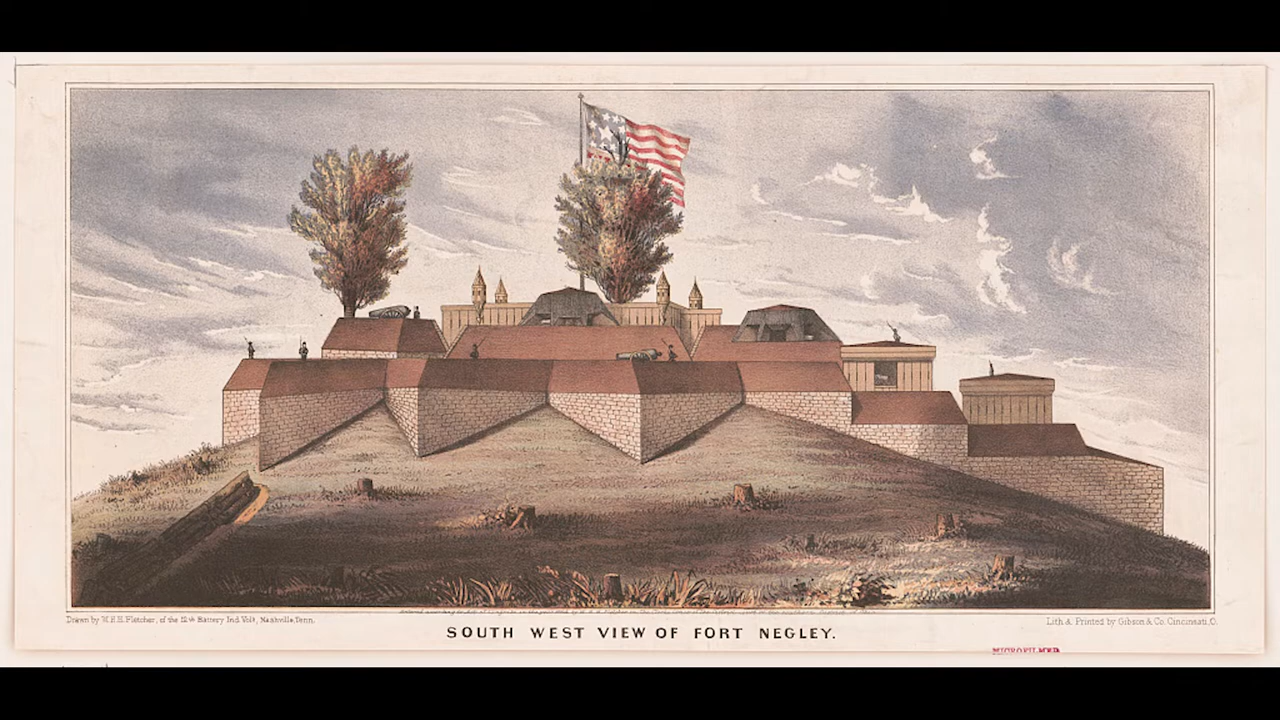 Drawn by W.E.H. Fletcher, of the 12th Battery Ind. Vols, Nashville, Tenn.
Lith & Printed by Gibson & Co. Cincinnati, O.
SOUTH WEST VIEW OF FORT NEGLEY.
MICROFILMED